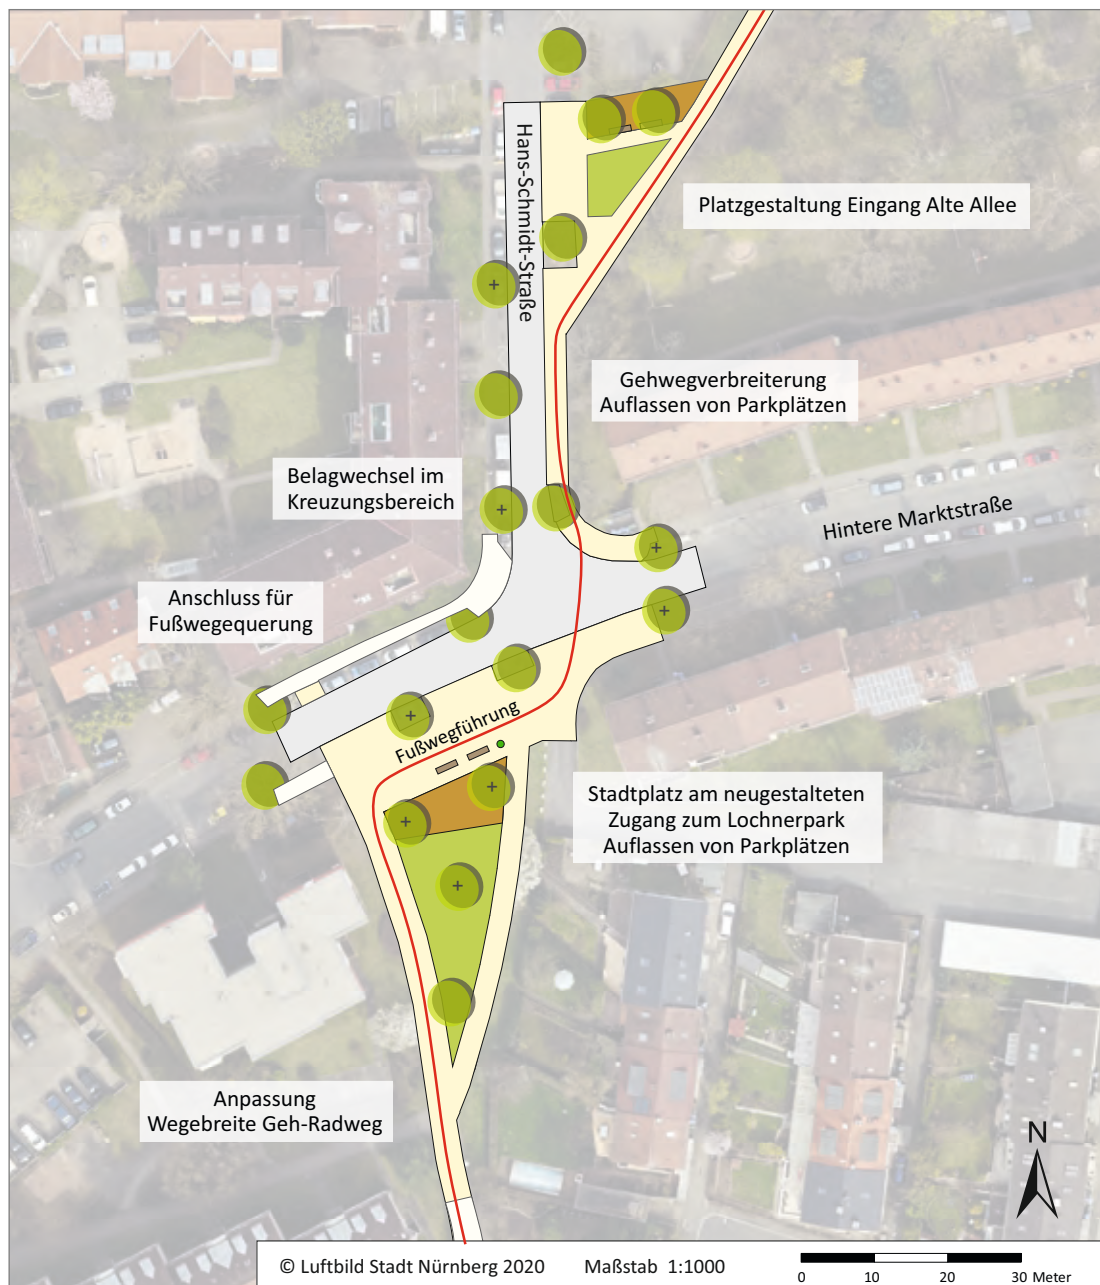 Hans-Schmidt-Straße
Platzgestaltung Eingang Alte Allee
Gehwegverbreiterung
Auflassen von Parkplätzen
Belagwechsel im
Kreuzungsbereich
Hintere Marktstraße
Anschluss für
Fußwegequerung
Fußwegführung
Stadtplatz am neugestalteten
Zugang zum Lochnerpark
Auflassen von Parkplätzen
Anpassung
Wegebreite Geh-Radweg
N
© Luftbild Stadt Nürnberg 2020 Maßstab 1:1000
0 10 20 30 Meter